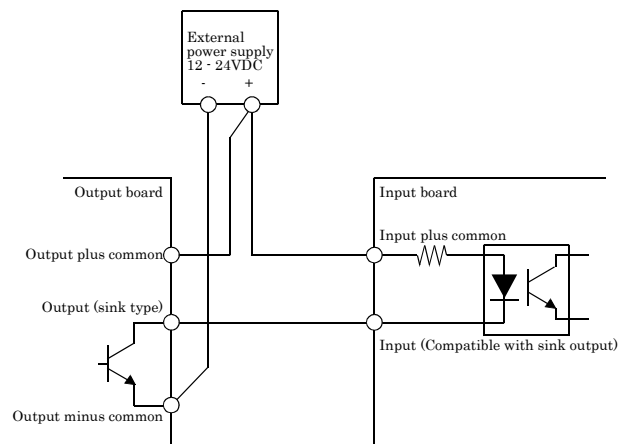 External
power supply
12 - 24VDC
- +
Output board
Input board
Input plus common
Output plus common
Output (sink type)
Input (Compatible with sink output)
Output minus common